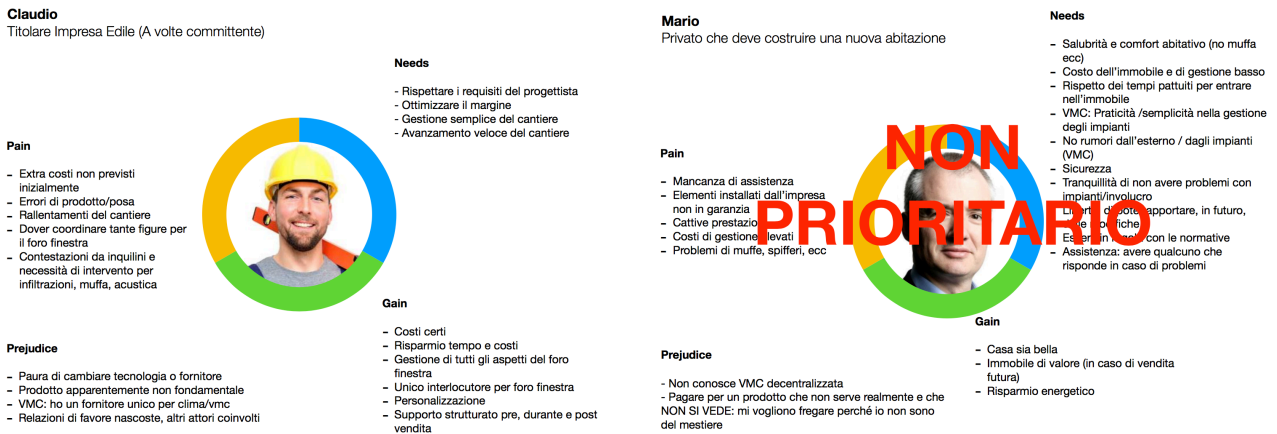 Claudio
Titolare Impresa Edile (A volte committente)
Needs
- Rispettare i requisiti del progettista
- Ottimizzare il margine
- Gestione semplice del cantiere
- Avanzamento veloce del cantiere
Pain
- Extra costi non previsti
inizialmente
- Errori di prodotto/posa
- Rallentamenti del cantiere
- Dover coordinare tante figure per
il foro finestra
- Contestazioni da inquilini e
necessità di intervento per
infiltrazioni, muffa, acustica
Gain
- Costi certi
- Risparmio tempo e costi
- Gestione di tutti gli aspetti del foro
finestra
- Unico interlocutore per foro finestra
- Personalizzazione
- Supporto strutturato pre, durante e post
vendita
Prejudice
- Paura di cambiare tecnologia o fornitore
- Prodotto apparentemente non fondamentale
- VMC: ho un fornitore unico per clima/vmc
- Relazioni di favore nascoste, altri attori coinvolti
Mario
Privato che deve costruire una nuova abitazione
Needs
- Salubrità e comfort abitativo (no muffa
ecc)
- Costo dell'immobile e di gestione basso
- Rispetto dei tempi pattuiti per entrare
nell'immobile
- VMC: Praticità /semplicità nella gestione
degli impianti
- No rumori dall'esterno / dagli impianti
(VMC)
- Sicurezza
- Tranquillità di non avere problemi con
impianti/involucro
apportare, in futuro,
con le normative
- Assistenza: avere qualcuno che
risponde in caso di problemi
NON
PRIORITARIO
Pain
- Mancanza di assistenza
- Elementi installati dall'impresa
non in garanzia
- Cattive
- Costi di gestione elevati
- Problemi di muffe, spifferi, ecc
Gain
- Casa sia bella
- Immobile di valore (in caso di vendita
futura)
- Risparmio energetico
Prejudice
- Non conosce VMC decentralizzata
- Pagare per un prodotto che non serve realmente e che
NON SI VEDE: mi vogliono fregare perché io non sono
del mestiere